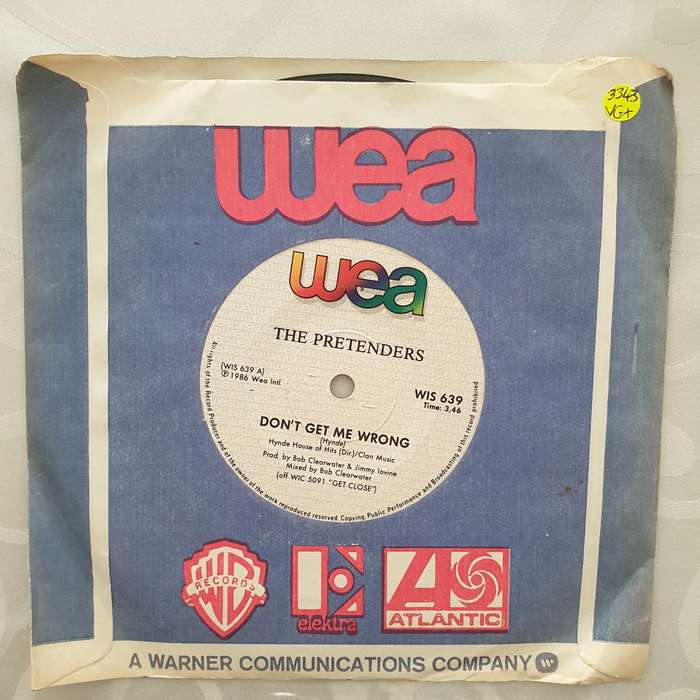 3343
VG+
wea
wea
THE PRETENDERS
(WIS 639 A)
℗ 1986 Wea Intl
WIS 639
Time: 3,46
DON'T GET ME WRONG
(Hynde)
Hynde House of Hits (Dir)/Clan Music
Prod. by Bob Clearwater & Jimmy Iovine
Mixed by Bob Clearwater
(off WIC 5091 "GET CLOSE")
All rights of the Record Producer and of the owner of the work reproduced reserved. Copying, Public Performance and Broadcasting of this record prohibited.
WB
RECORDS
elektra
ATLANTIC
A WARNER COMMUNICATIONS COMPANY